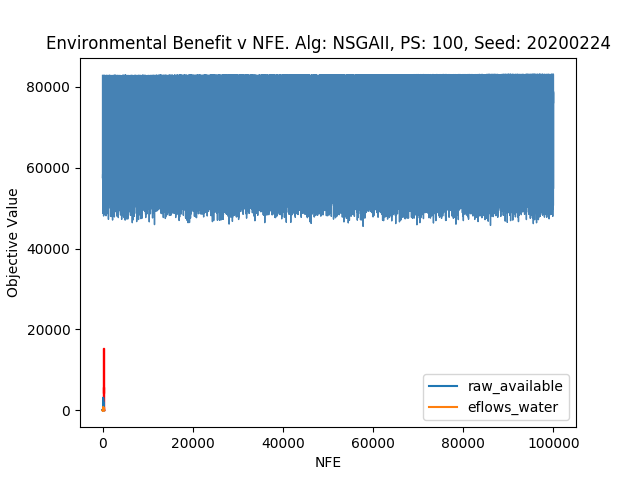 Environmental Benefit v NFE. Alg: NSGAII, PS: 100, Seed: 20200224
80000
60000
40000
20000
0
Objective Value
raw_available
eflows_water
0 20000 40000 60000 80000 100000
NFE